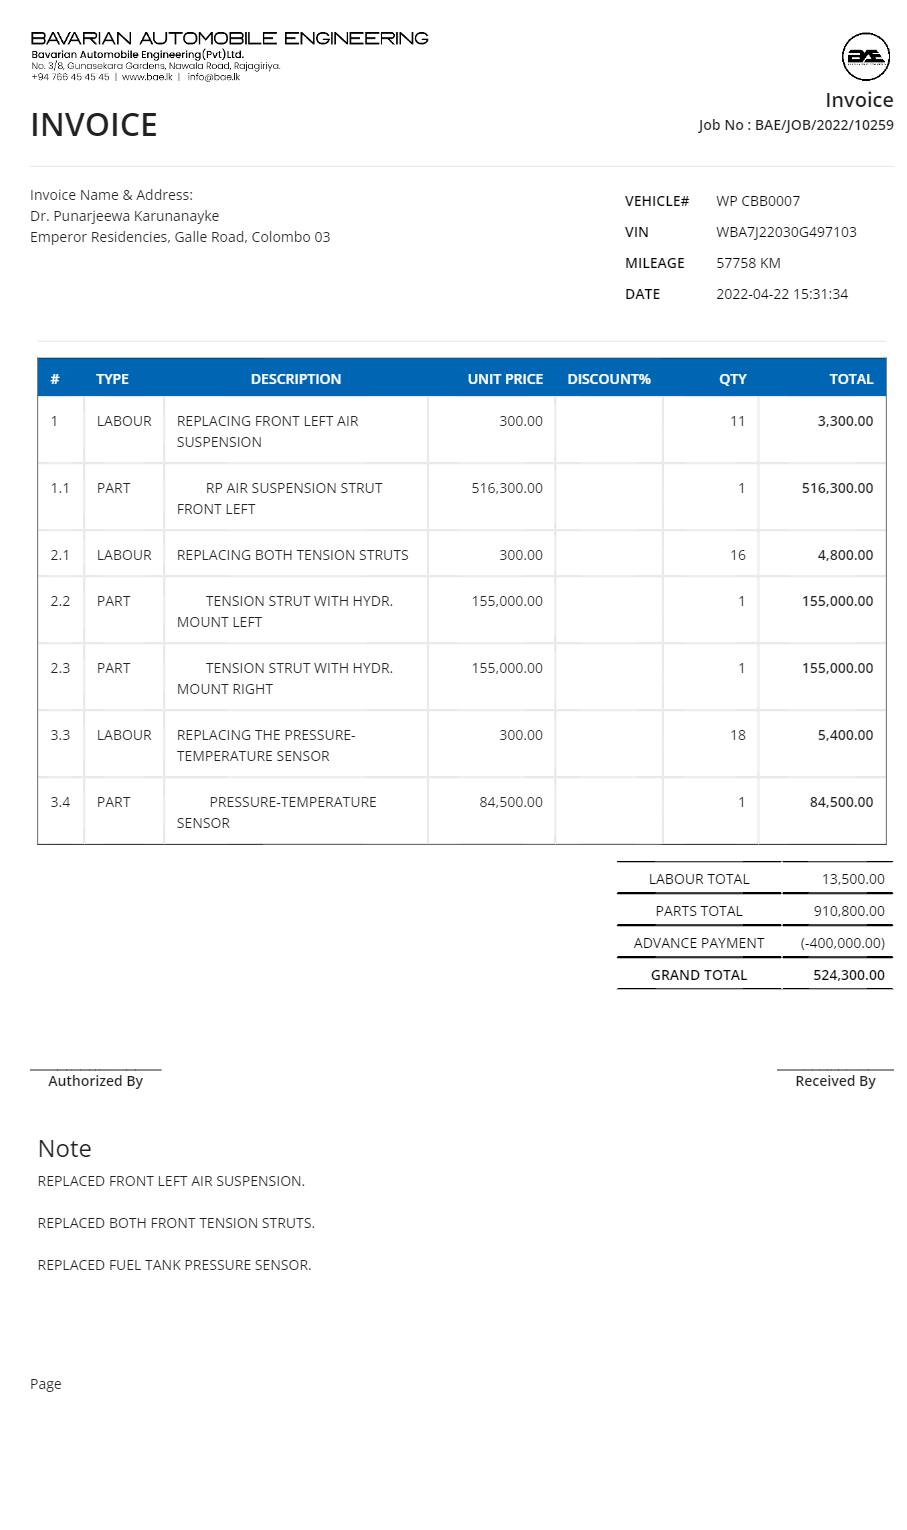 BAVARIAN AUTOMOBILE ENGINEERING
Bavarian Automobile Engineering(Pvt)Ltd.
No. 3/8, Gunasekara Gardens, Nawala Road, Rajagiriya.
+94 766 45 45 45 | www.bae.lk | info@bae.lk
BAE
Invoice
INVOICE
Job No : BAE/JOB/2022/10259
Invoice Name & Address:
Dr. Punarjeewa Karunanayke
Emperor Residencies, Galle Road, Colombo 03
VEHICLE# WP CBB0007
VIN WBA7J22030G497103
MILEAGE 57758 KM
DATE 2022-04-22 15:31:34
# TYPE DESCRIPTION UNIT PRICE DISCOUNT% QTY TOTAL
1 LABOUR REPLACING FRONT LEFT AIR 300.00 11 3,300.00
SUSPENSION
1.1 PART RP AIR SUSPENSION STRUT 516,300.00 1 516,300.00
FRONT LEFT
2.1 LABOUR REPLACING BOTH TENSION STRUTS 300.00 16 4,800.00
2.2 PART TENSION STRUT WITH HYDR. 155,000.00 1 155,000.00
MOUNT LEFT
2.3 PART TENSION STRUT WITH HYDR. 155,000.00 1 155,000.00
MOUNT RIGHT
3.3 LABOUR REPLACING THE PRESSURE- 300.00 18 5,400.00
TEMPERATURE SENSOR
3.4 PART PRESSURE-TEMPERATURE 84,500.00 1 84,500.00
SENSOR
LABOUR TOTAL 13,500.00
PARTS TOTAL 910,800.00
ADVANCE PAYMENT (-400,000.00)
GRAND TOTAL 524,300.00
Authorized By Received By
Note
REPLACED FRONT LEFT AIR SUSPENSION.
REPLACED BOTH FRONT TENSION STRUTS.
REPLACED FUEL TANK PRESSURE SENSOR.
Page